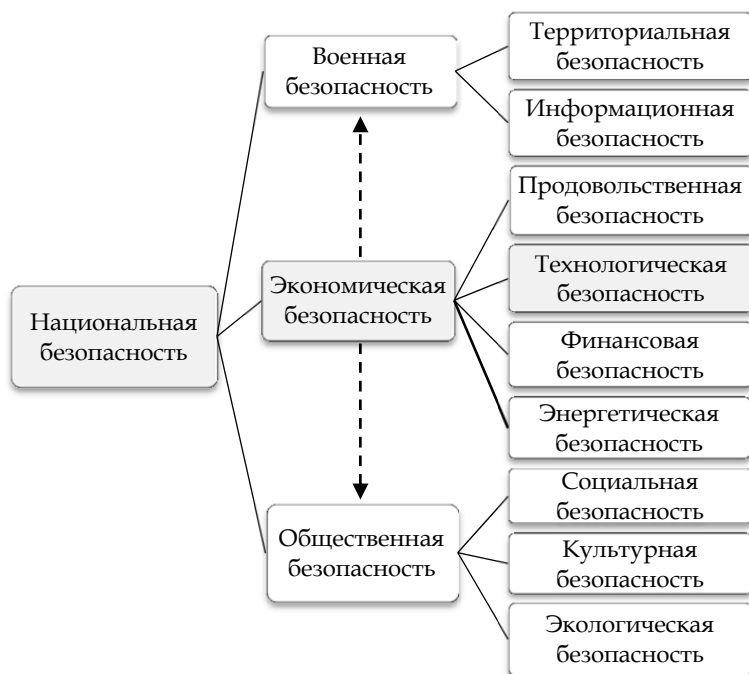 Национальная
безопасность
Военная
безопасность
Территориальная
безопасность
Информационная
безопасность
Экономическая
безопасность
Продовольственная
безопасность
Технологическая
безопасность
Финансовая
безопасность
Энергетическая
безопасность
Общественная
безопасность
Социальная
безопасность
Культурная
безопасность
Экологическая
безопасность